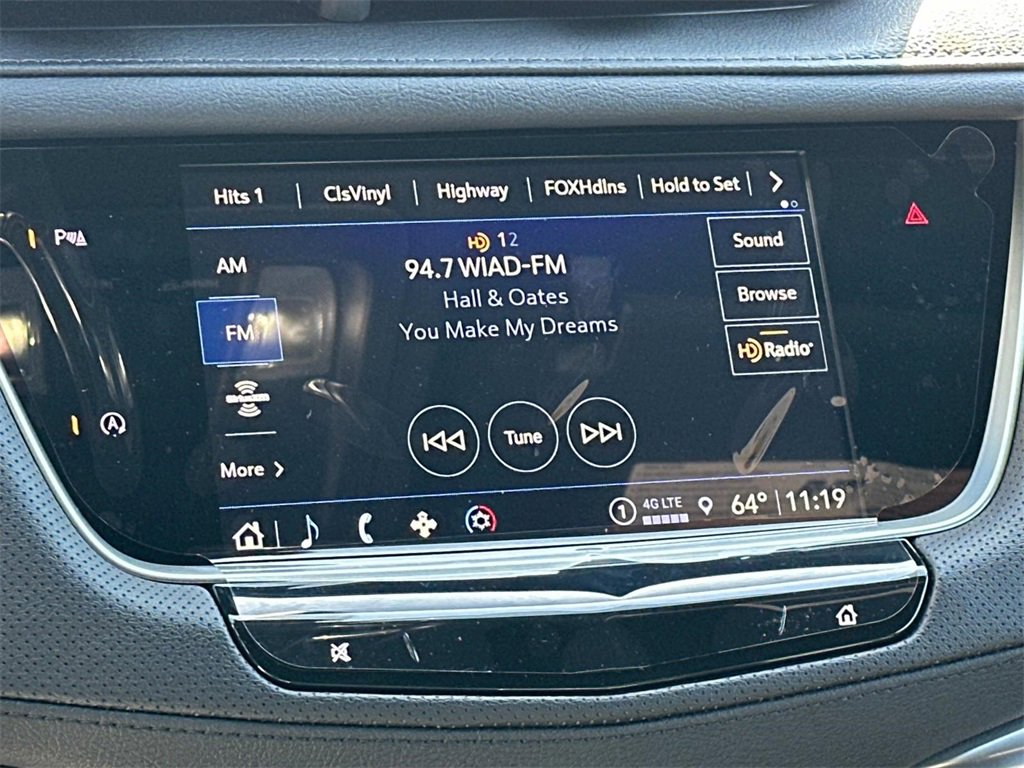 Hits 1 | ClsVinyl | Highway | FOXHdlns | Hold to Set |
HD 1 2
94.7 WIAD-FM
Hall & Oates
You Make My Dreams
AM
FM
SiriusXM
More
Sound
Browse
HD Radio
Tune
1 4G LTE 64° | 11:19
P
A